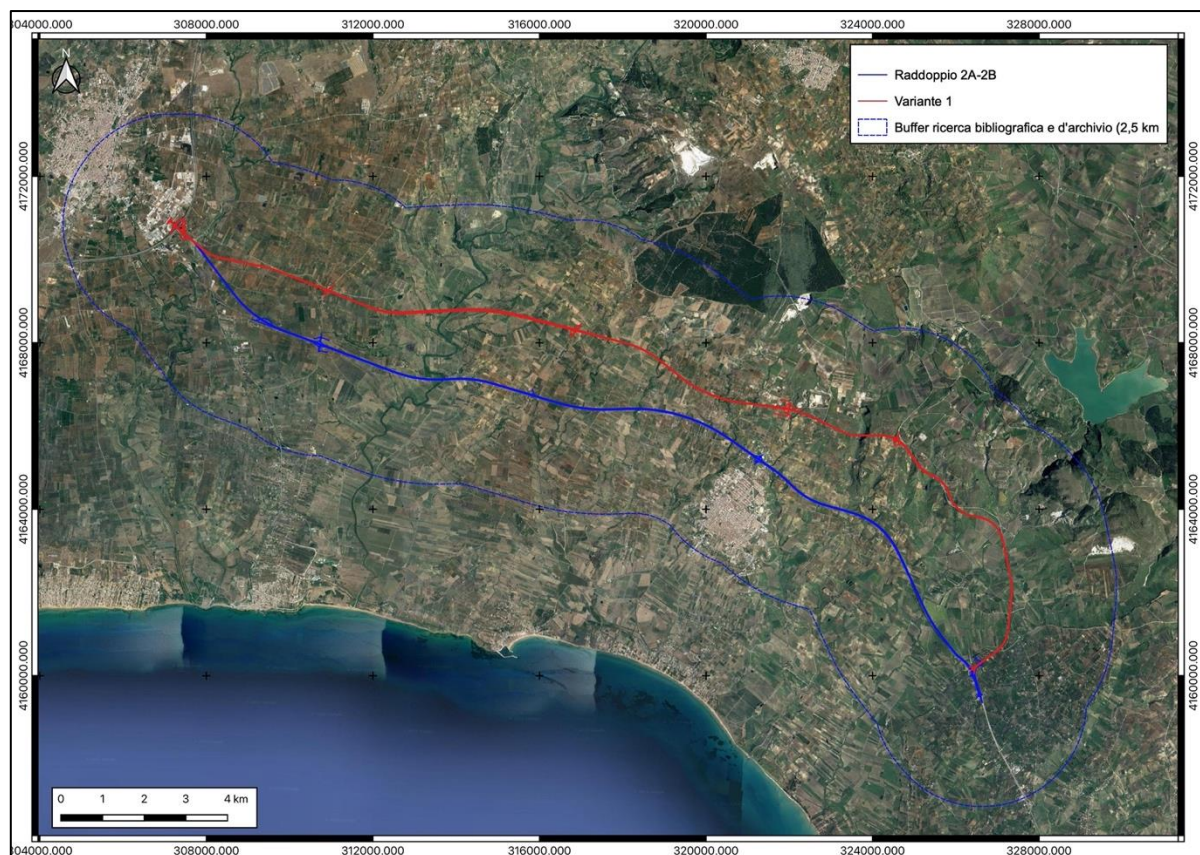 304000.000 308000.000 312000.000 316000.000 320000.000 324000.000 328000.000
N
Raddoppio 2A-2B
Variante 1
Buffer ricerca bibliografica e d'archivio (2,5 km
4172000.000 4172000.000
4168000.000 4168000.000
4164000.000 4164000.000
4160000.000 4160000.000
0 1 2 3 4 km
304000.000 308000.000 312000.000 316000.000 320000.000 324000.000 328000.000